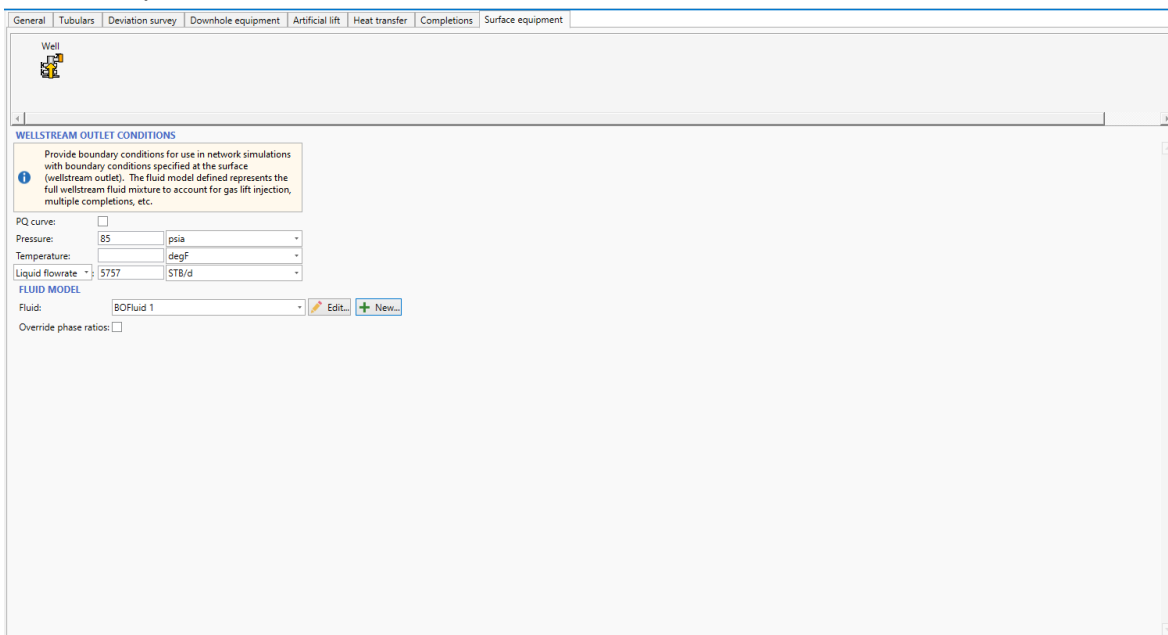 General Tubulars Deviation survey Downhole equipment Artificial lift Heat transfer Completions Surface equipment
Well
WELLSTREAM OUTLET CONDITIONS
Provide boundary conditions for use in network simulations
with boundary conditions specified at the surface
(wellstream outlet). The fluid model defined represents the
full wellstream fluid mixture to account for gas lift injection,
multiple completions, etc.
PQ curve:
Pressure: 85 psia
Temperature: degF
Liquid flowrate : 5757 STB/d
FLUID MODEL
Fluid: BOFluid 1 Edit... New...
Override phase ratios: